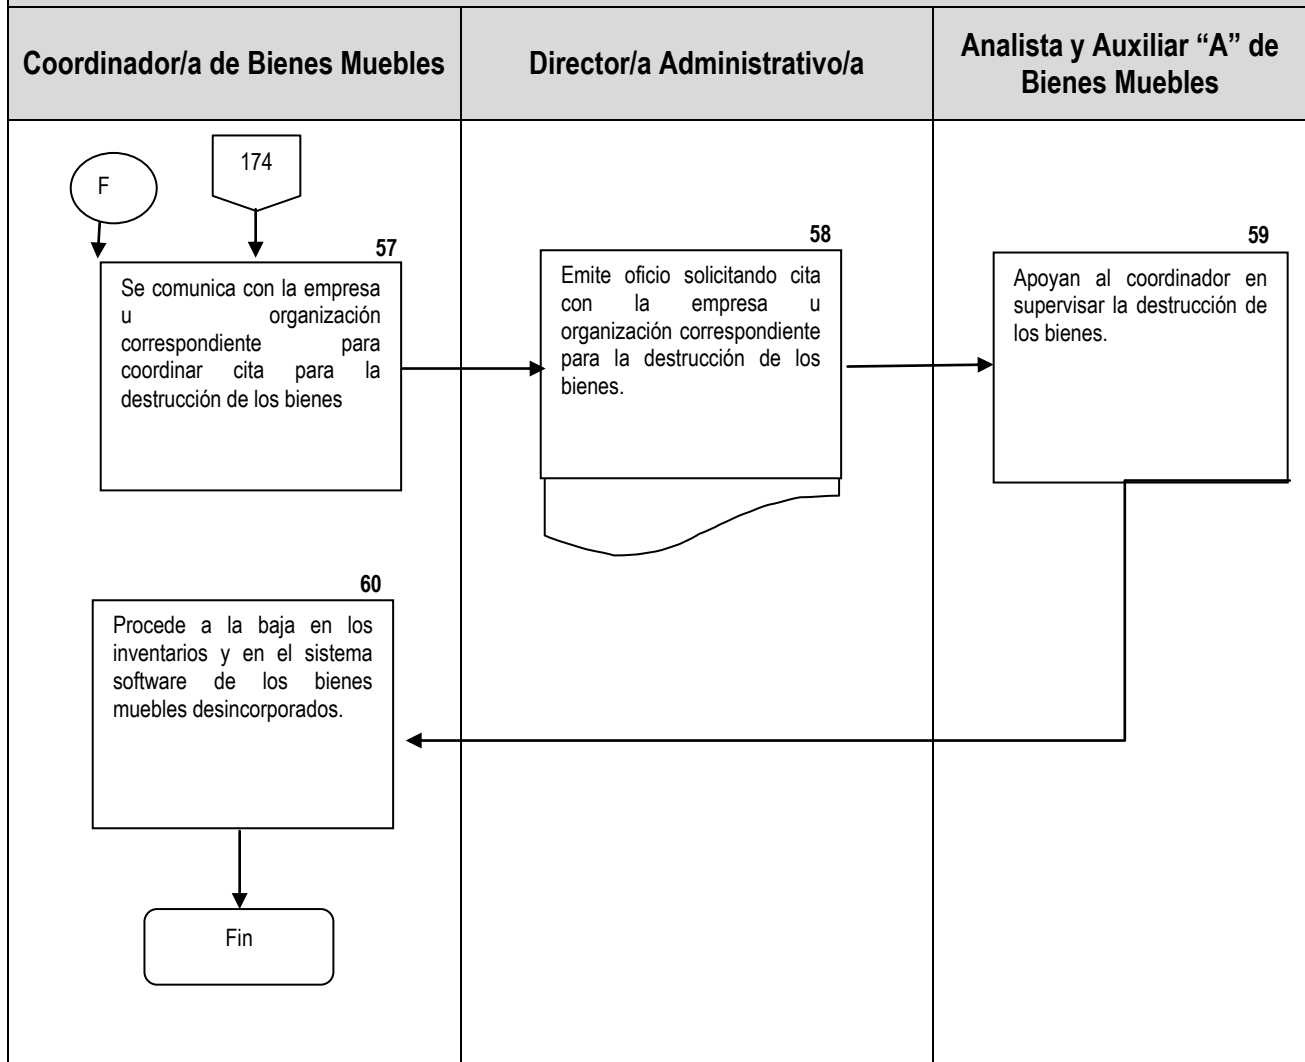 Coordinador/a de Bienes Muebles
Director/a Administrativo/a
Analista y Auxiliar “A” de
Bienes Muebles
F
174
57
Se comunica con la empresa
u organización
correspondiente para
coordinar cita para la
destrucción de los bienes
58
Emite oficio solicitando cita
con la empresa u
organización correspondiente
para la destrucción de los
bienes.
59
Apoyan al coordinador en
supervisar la destrucción de
los bienes.
60
Procede a la baja en los
inventarios y en el sistema
software de los bienes
muebles desincorporados.
Fin